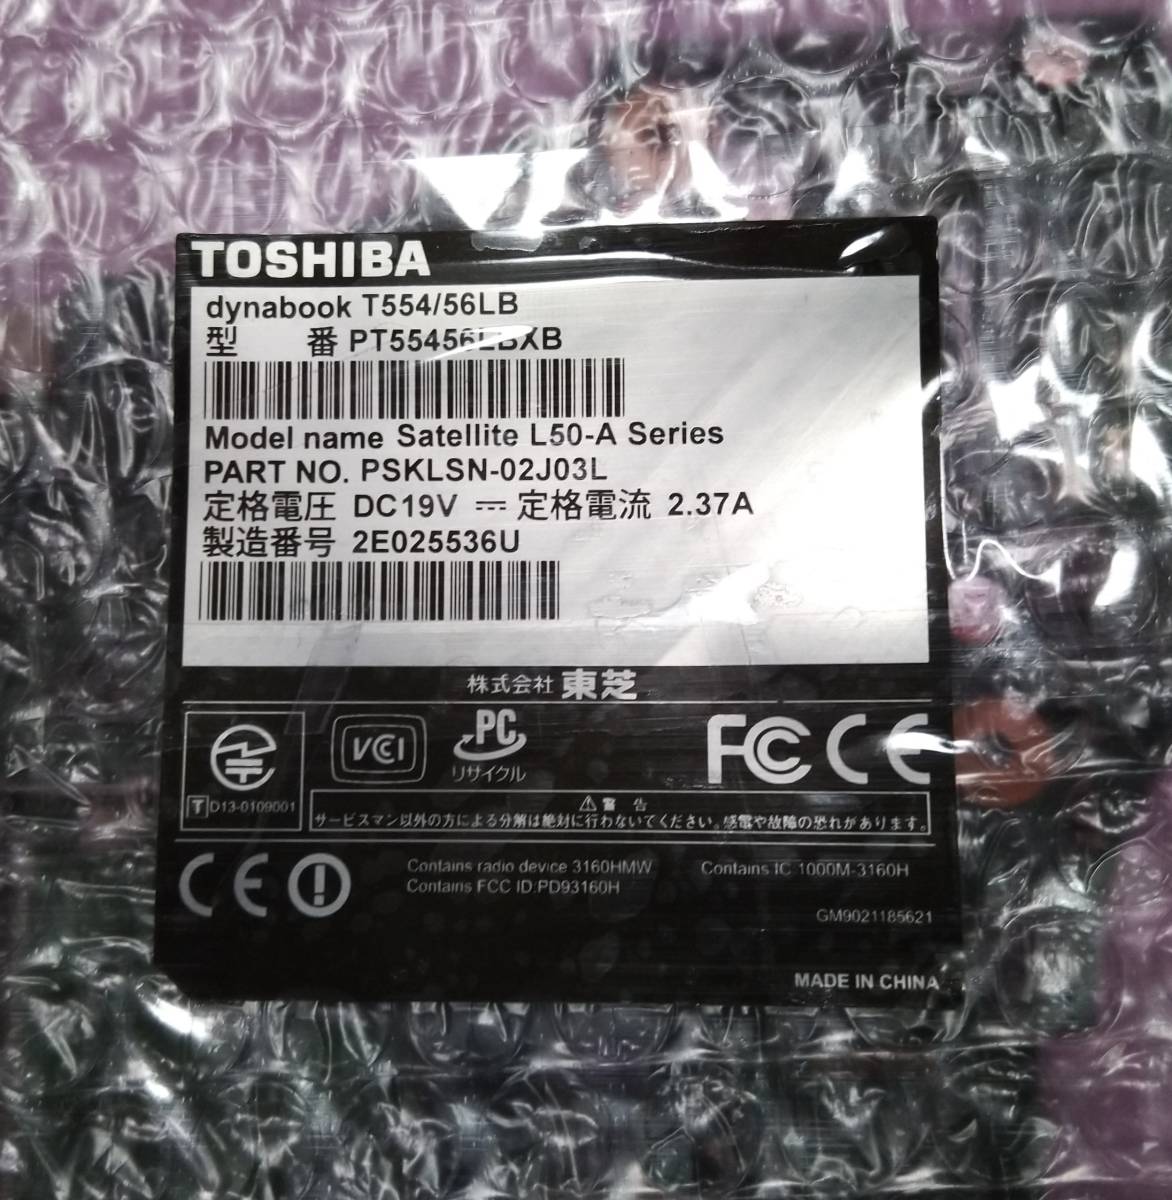 TOSHIBA
dynabook T554/56LB
型 番 PT55456LBXB
Model name Satellite L50-A Series
PART NO. PSKLSN-02J03L
定格電圧 DC19V ⎓ 定格電流 2.37A
製造番号 2E025536U
株式会社 東芝
VCCI
PC
リサイクル
FC CE
T D13-0109001
⚠ 警 告
サービスマン以外の方による分解は絶対に行わないでください。感電や故障の恐れがあります。
CE
Contains radio device 3160HMW
Contains IC 1000M-3160H
Contains FCC ID:PD93160H
GM9021185621
MADE IN CHINA